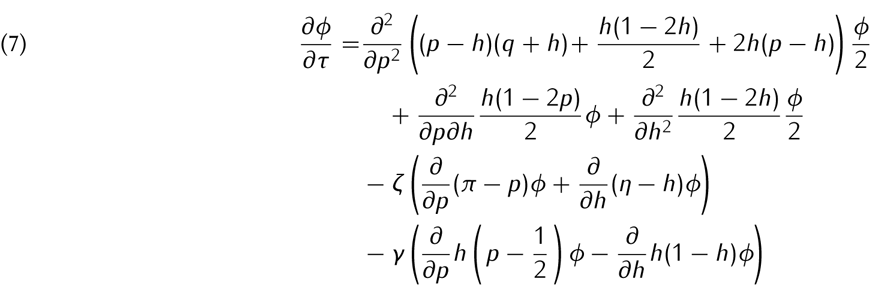 (7) ∂ϕ/∂τ = ∂²/∂p² ((p − h)(q + h) + h(1 − 2h)/2 + 2h(p − h)) ϕ/2
+ ∂²/∂p∂h h(1 − 2p)/2 ϕ + ∂²/∂h² h(1 − 2h)/2 ϕ/2
− ζ (∂/∂p (π − p)ϕ + ∂/∂h (η − h)ϕ)
− γ (∂/∂p h (p − 1/2) ϕ − ∂/∂h h(1 − h)ϕ)